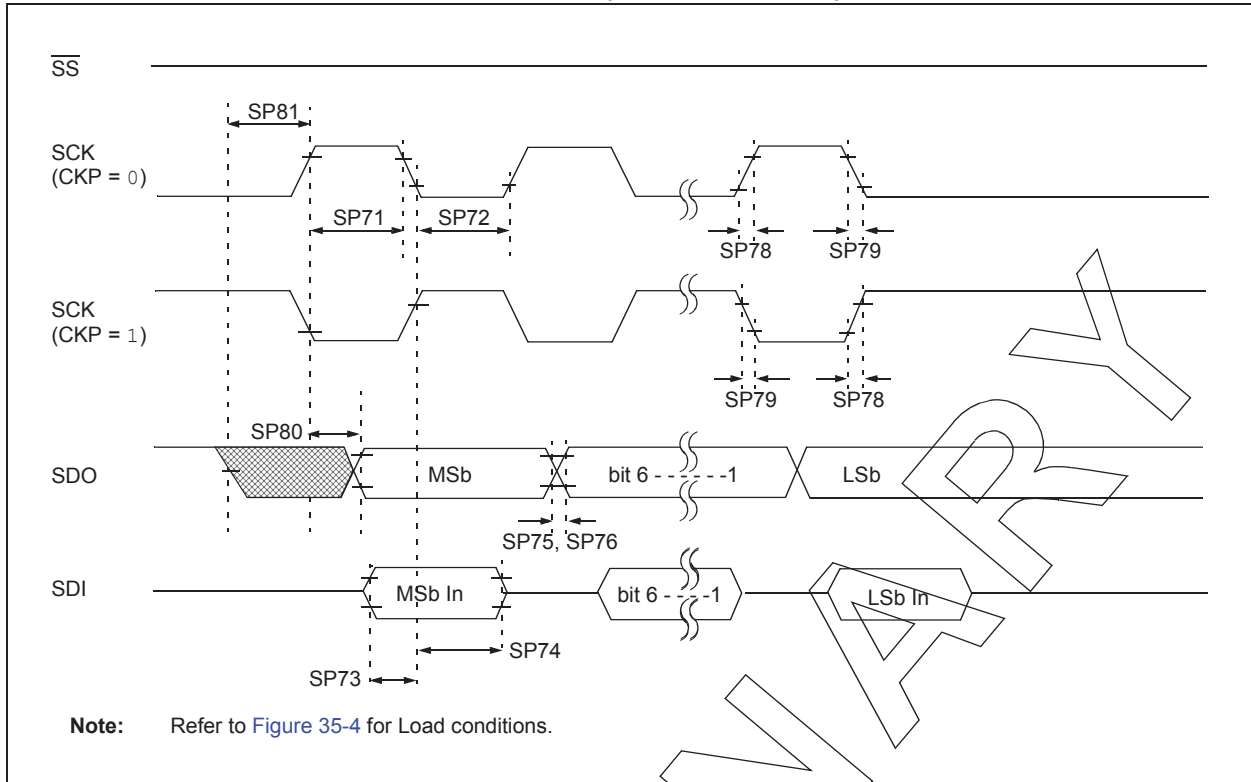 SS
SP81
SCK
(CKP = 0)
SP71
SP72
SP78
SP79
SCK
(CKP = 1)
SP79
SP78
SP80
SDO
MSb
bit 6 - - - - - -1
LSb
SP75, SP76
SDI
MSb In
bit 6 - - - - -1
LSb In
SP74
SP73
Note: Refer to Figure 35-4 for Load conditions.